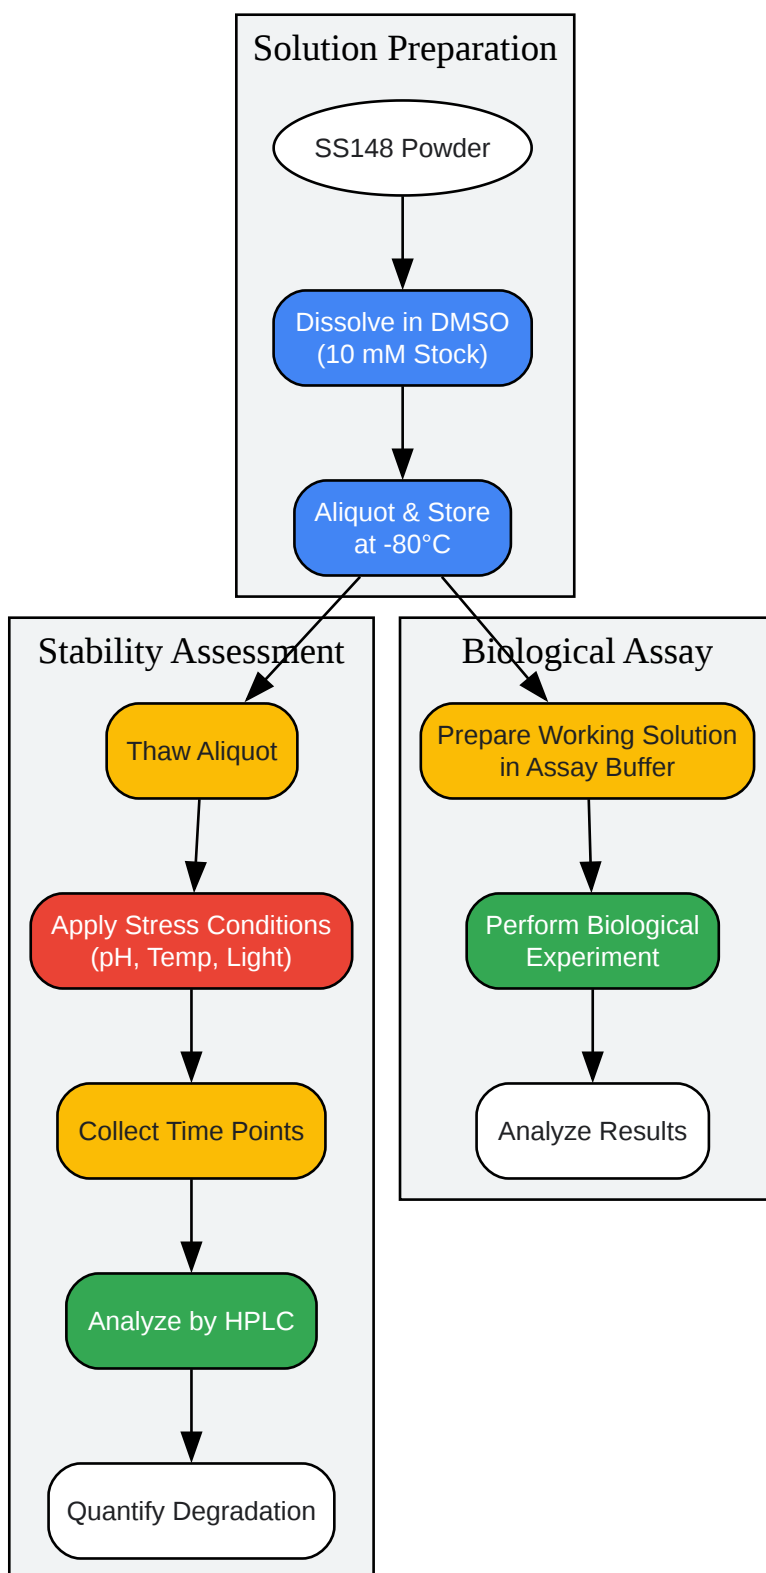 Solution Preparation
SS148 Powder
Dissolve in DMSO
(10 mM Stock)
Aliquot & Store
at -80°C
Stability Assessment
Thaw Aliquot
Apply Stress Conditions
(pH, Temp, Light)
Collect Time Points
Analyze by HPLC
Quantify Degradation
Biological Assay
Prepare Working Solution
in Assay Buffer
Perform Biological
Experiment
Analyze Results